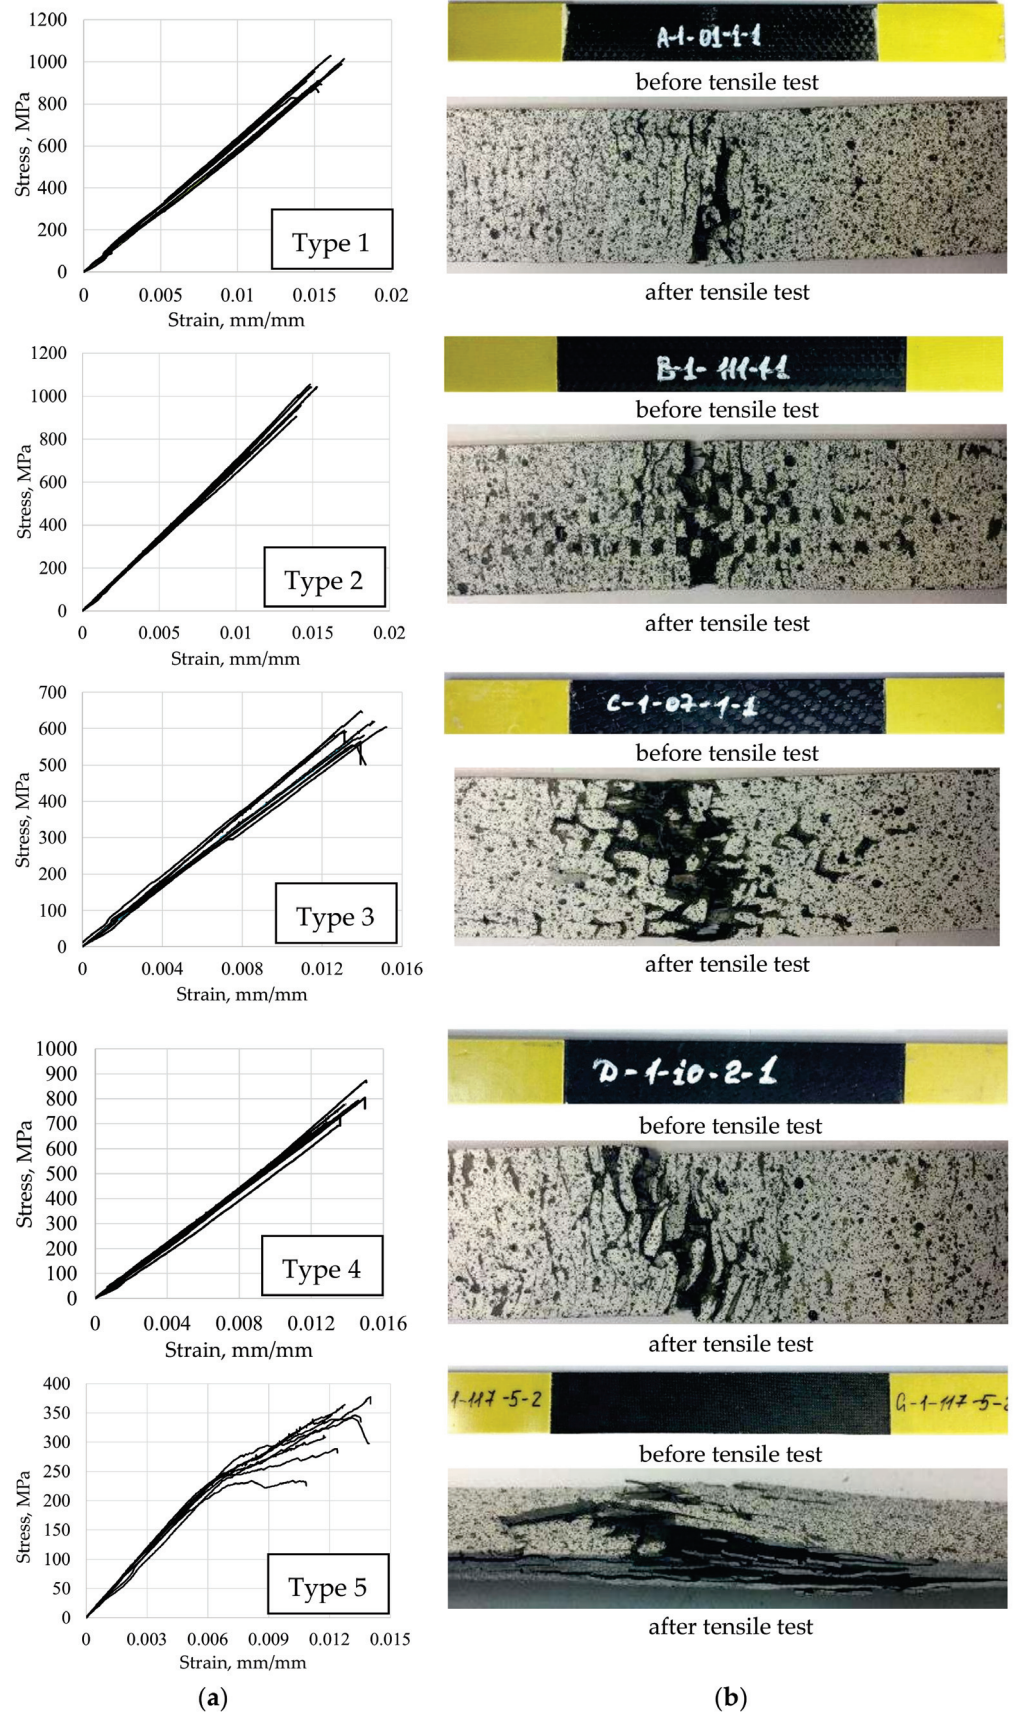 1200
1000
800
600
400
200
0
Stress , MPa
Type 1
0 0.005 0.01 0.015 0.02
Strain, mm/mm
A-1-01-1-1
before tensile test
after tensile test
1200
1000
800
600
400
200
0
Stress, MPa
Type 2
0 0.005 0.01 0.015 0.02
Strain, mm/mm
B-1-111-1-1
before tensile test
after tensile test
700
600
500
400
300
200
100
0
Stress, MPa
Type 3
0 0.004 0.008 0.012 0.016
Strain, mm/mm
C-1-07-1-1
before tensile test
after tensile test
1000
900
800
700
600
500
400
300
200
100
0
Stress, MPa
Type 4
0 0.004 0.008 0.012 0.016
Strain, mm/mm
D-1-10-2-1
before tensile test
after tensile test
400
350
300
250
200
150
100
50
0
Stress, MPa
Type 5
0 0.003 0.006 0.009 0.012 0.015
Strain, mm/mm
1-117-5-2 G-1-117-5-2
before tensile test
after tensile test
(a) (b)